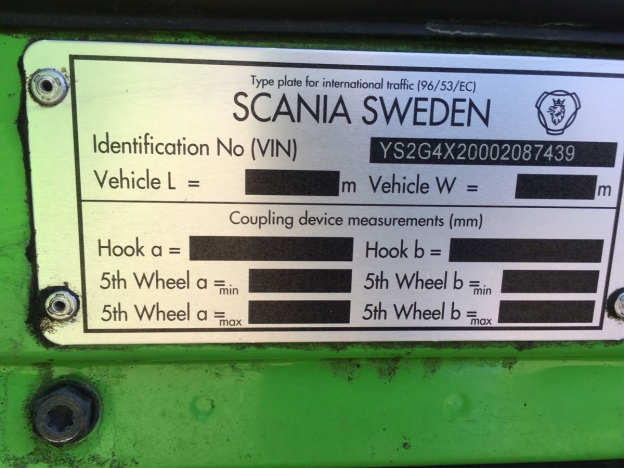 Type plate for international traffic (96/53/EC)
SCANIA SWEDEN
Identification No (VIN) YS2G4X20002087439
Vehicle L = m Vehicle W = m
Coupling device measurements (mm)
Hook a = Hook b =
5th Wheel a =min 5th Wheel b =min
5th Wheel a =max 5th Wheel b =max